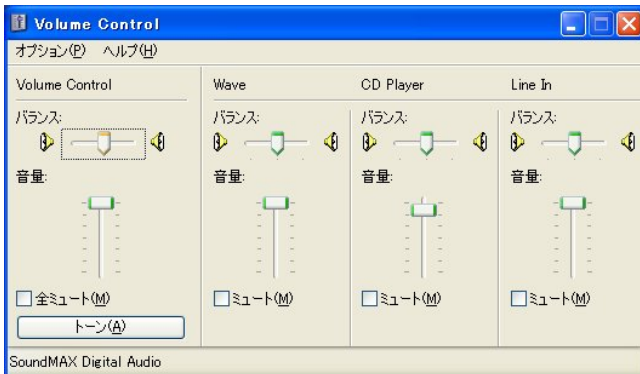 Volume Control
オプション(P) ヘルプ(H)
Volume Control
バランス:
音量:
全ミュート(M)
トーン(A)
Wave
バランス:
音量:
ミュート(M)
CD Player
バランス:
音量:
ミュート(M)
Line In
バランス:
音量:
ミュート(M)
SoundMAX Digital Audio